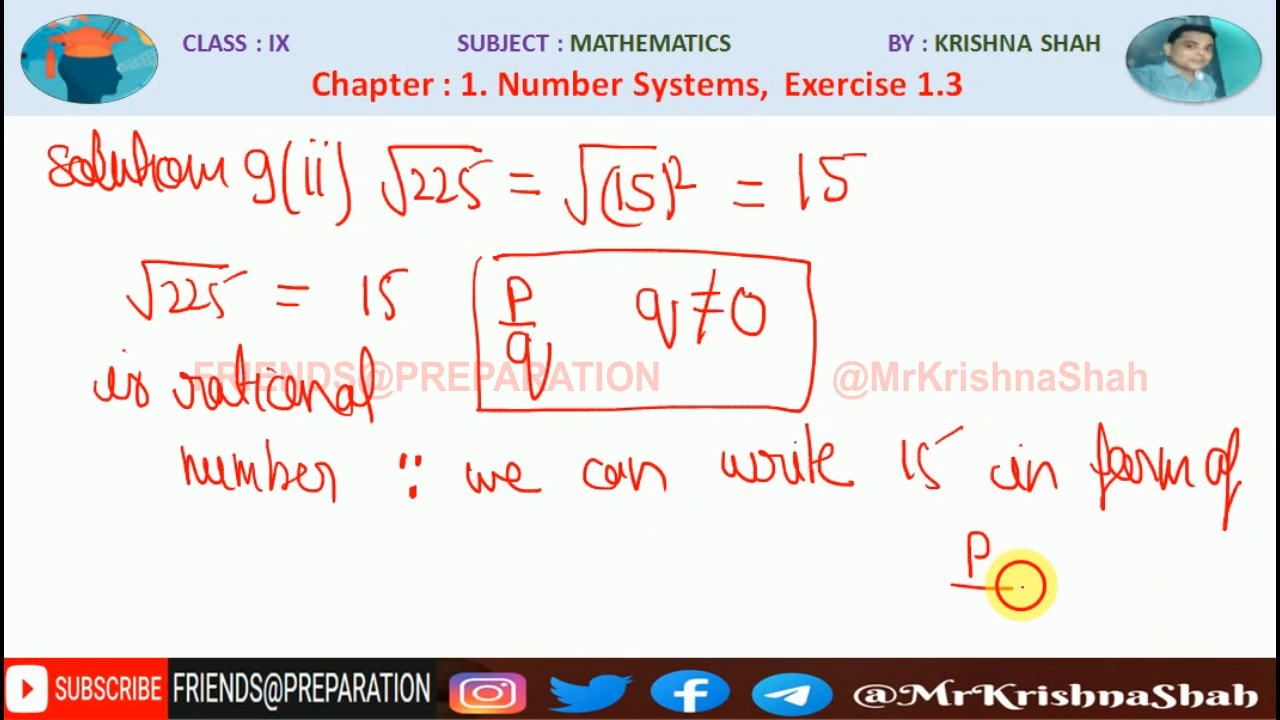 CLASS : IX SUBJECT : MATHEMATICS BY : KRISHNA SHAH
Chapter : 1. Number Systems, Exercise 1.3
solution 9(ii) √225 = √(15)² = 15
√225 = 15 p/q q≠0
FRIENDS@PREPARATION @MrKrishnaShah
is rational
number ∵ we can write 15 in form of
P
SUBSCRIBE FRIENDS@PREPARATION @MrKrishnaShah